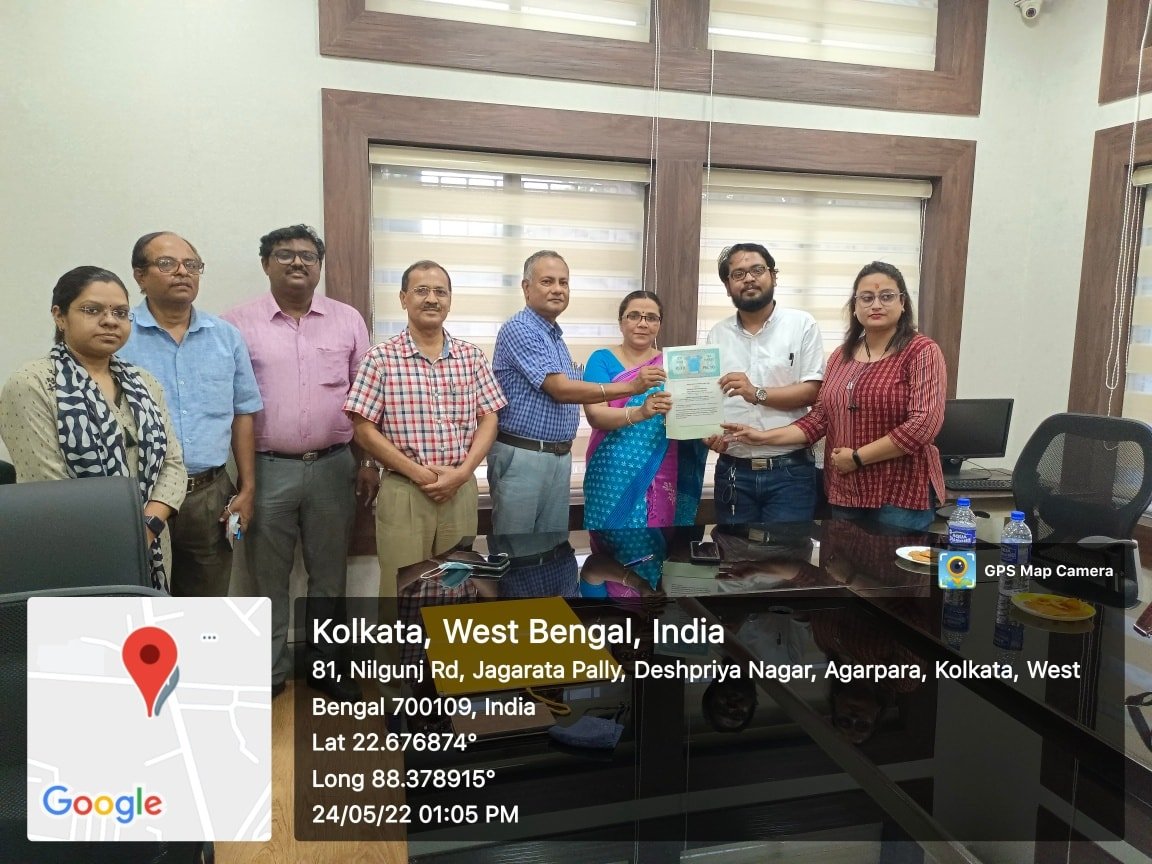 GPS Map Camera
Kolkata, West Bengal, India
81, Nilgunj Rd, Jagarata Pally, Deshpriya Nagar, Agarpara, Kolkata, West
Bengal 700109, India
Lat 22.676874°
Long 88.378915°
24/05/22 01:05 PM
Google